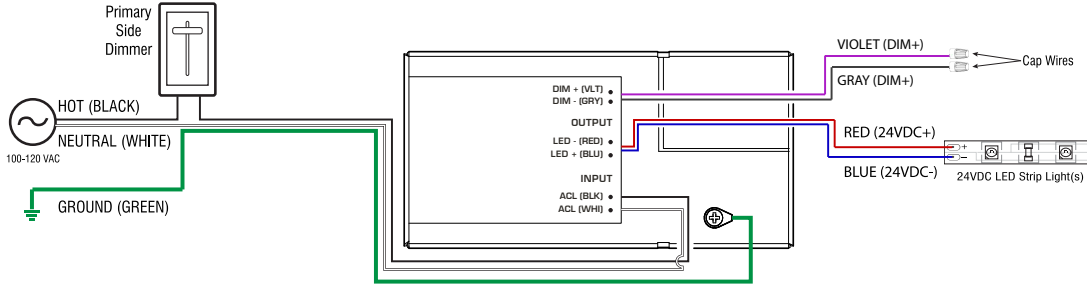 Primary
Side
Dimmer
HOT (BLACK)
NEUTRAL (WHITE)
100-120 VAC
GROUND (GREEN)
DIM + (VLT)
DIM - (GRY)
OUTPUT
LED - (RED)
LED + (BLU)
INPUT
ACL (BLK)
ACL (WHI)
VIOLET (DIM+)
Cap Wires
GRAY (DIM+)
RED (24VDC+)
+
–
BLUE (24VDC-)
24VDC LED Strip Light(s)